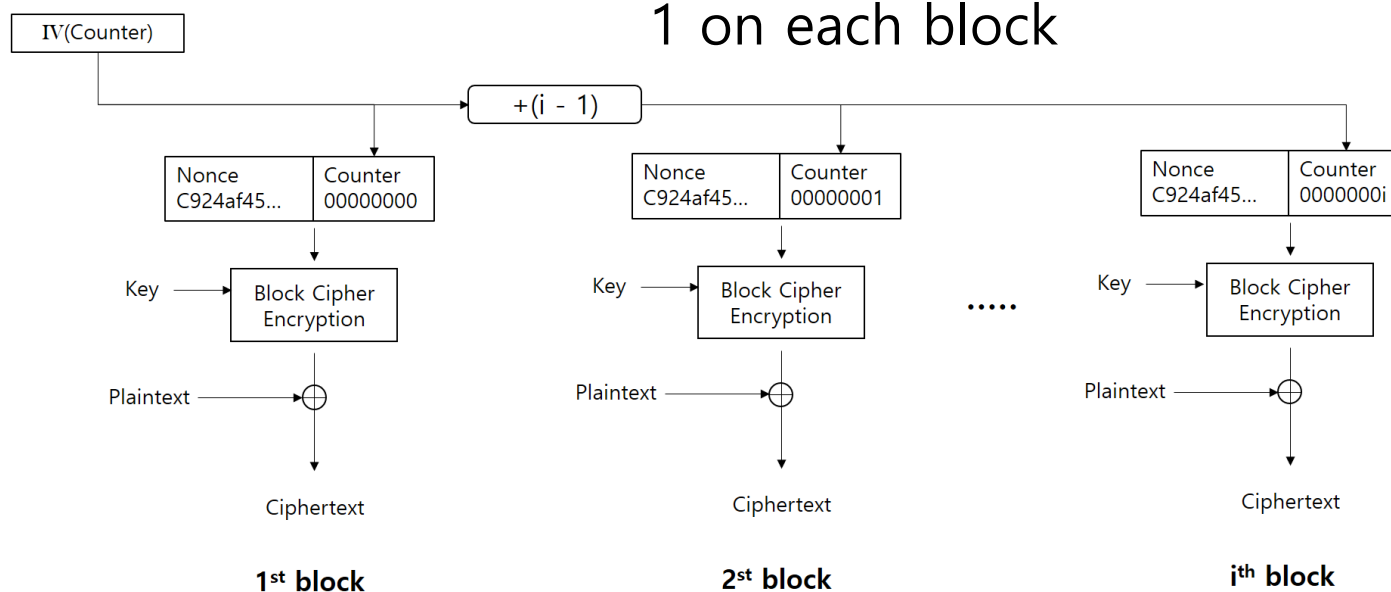 1 on each block
IV(Counter)
+(i - 1)
Nonce
C924af45...
Counter
00000000
Nonce
C924af45...
Counter
00000001
Nonce
C924af45...
Counter
0000000i
Key
Block Cipher
Encryption
Key
Block Cipher
Encryption
.....
Key
Block Cipher
Encryption
Plaintext
Plaintext
Plaintext
Ciphertext
Ciphertext
Ciphertext
1st block
2st block
ith block